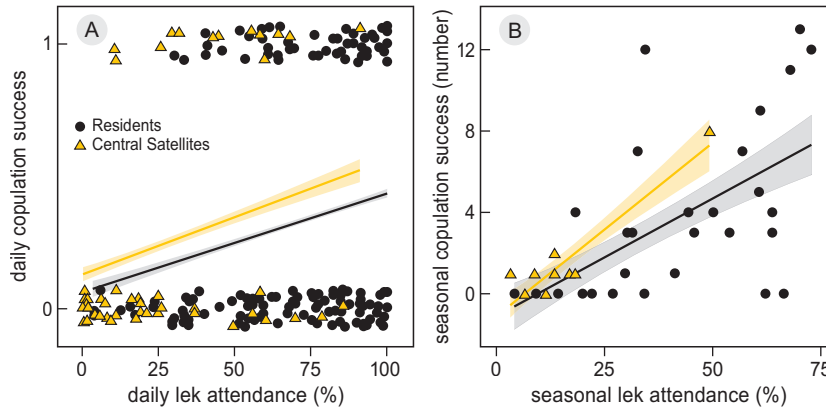 A
daily copulation success
1
0
Residents
Central Satellites
0 25 50 75 100
daily lek attendance (%)
B
seasonal copulation success (number)
12
8
4
0
0 25 50 75
seasonal lek attendance (%)